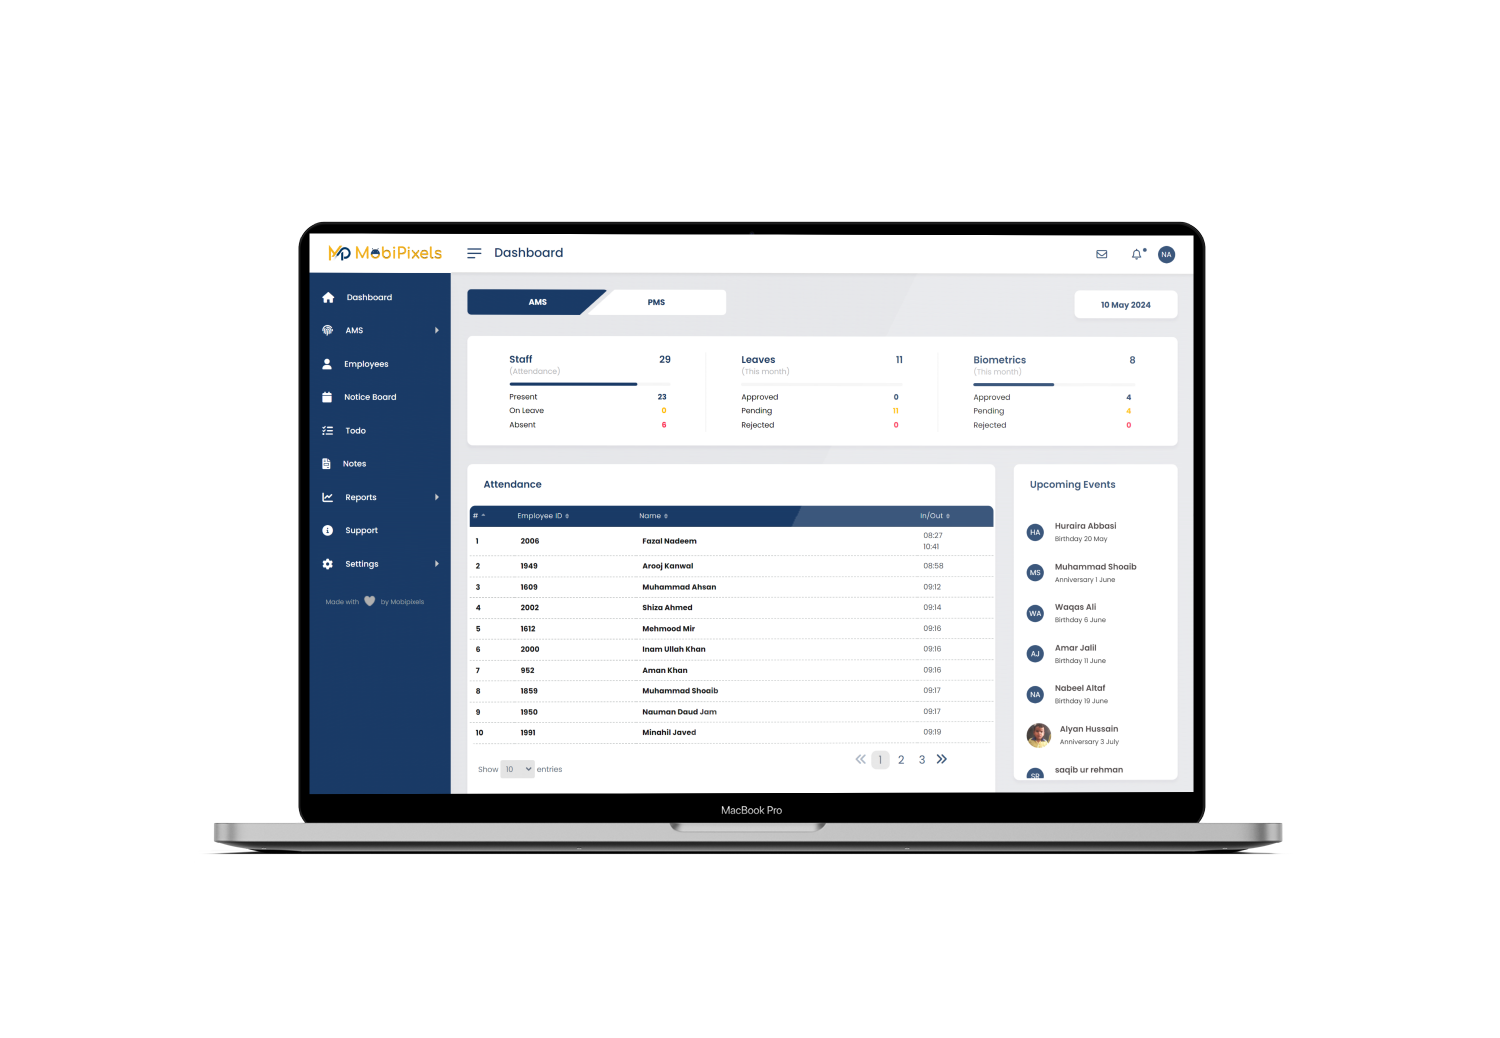 MP MobiPixels
Dashboard
NA
Dashboard
AMS
Employees
Notice Board
Todo
Notes
Reports
Support
Settings
Made with by Mobipixels
AMS PMS
10 May 2024
Staff 29
(Attendance)
Present 23
On Leave 0
Absent 6
Leaves 11
(This month)
Approved 0
Pending 11
Rejected 0
Biometrics 8
(This month)
Approved 4
Pending 4
Rejected 0
Attendance
# Employee ID Name In/Out
1 2006 Fazal Nadeem 08:27
10:41
2 1949 Arooj Kanwal 08:58
3 1609 Muhammad Ahsan 09:12
4 2002 Shiza Ahmed 09:14
5 1612 Mehmood Mir 09:16
6 2000 Inam Ullah Khan 09:16
7 952 Aman Khan 09:16
8 1859 Muhammad Shoaib 09:17
9 1950 Nauman Daud Jam 09:17
10 1991 Minahil Javed 09:19
Show 10 entries
1 2 3
Upcoming Events
HA Huraira Abbasi
Birthday 20 May
MS Muhammad Shoaib
Anniversary 1 June
WA Waqas Ali
Birthday 6 June
AJ Amar Jalil
Birthday 11 June
NA Nabeel Altaf
Birthday 19 June
Alyan Hussain
Anniversary 3 July
SR saqib ur rehman
MacBook Pro